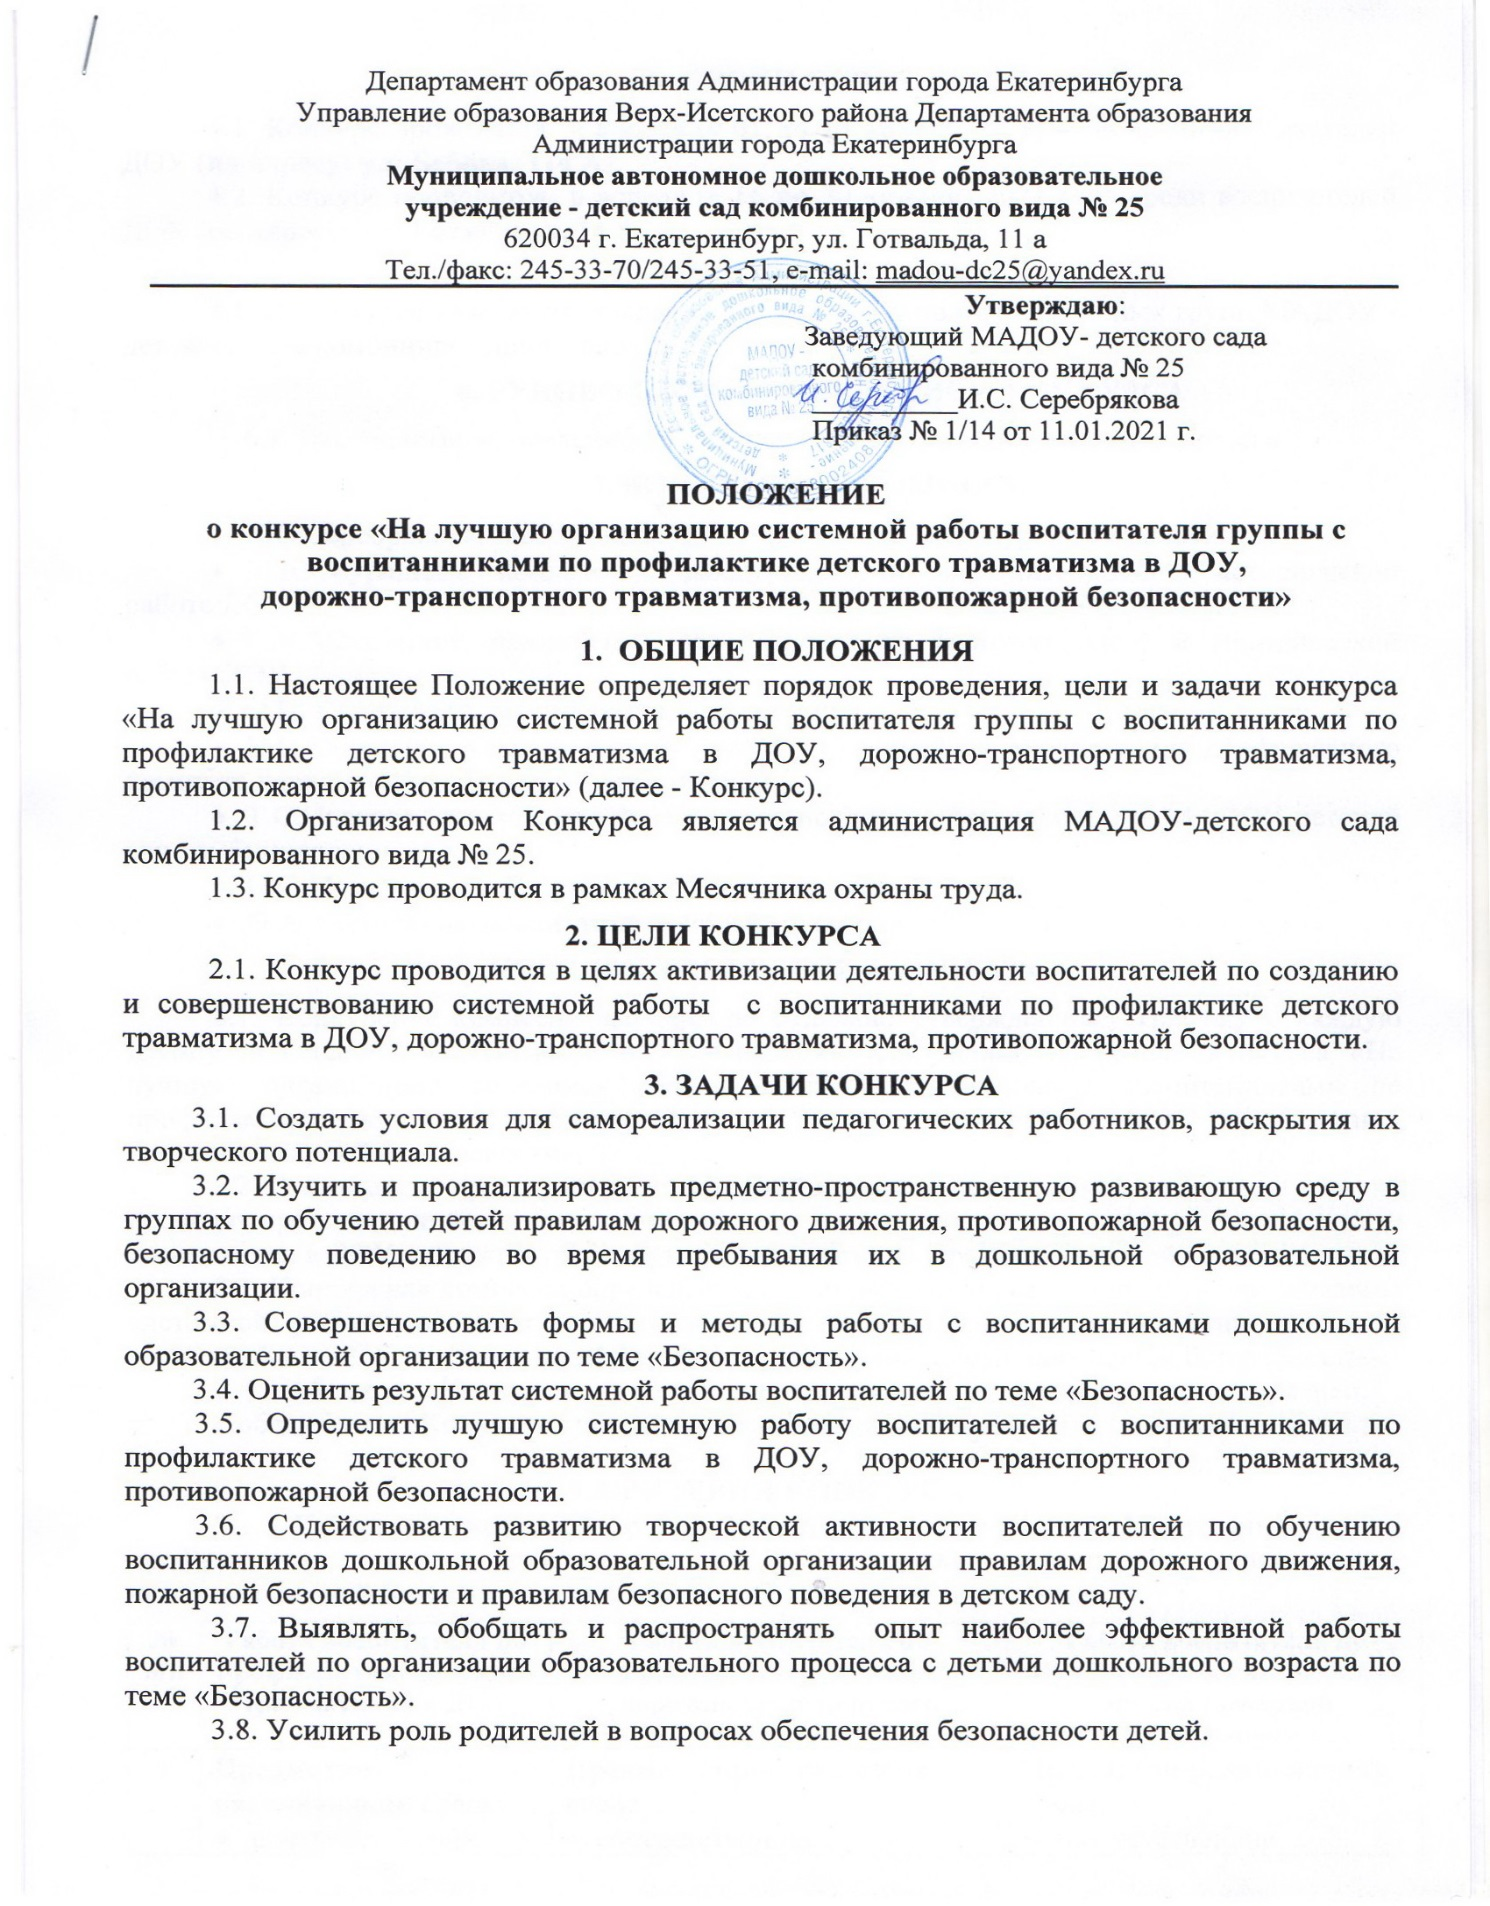 Департамент образования Администрации города Екатеринбурга
Управление образования Верх-Исетского района Департамента образования
Администрации города Екатеринбурга
Муниципальное автономное дошкольное образовательное
учреждение - детский сад комбинированного вида № 25
620034 г. Екатеринбург, ул. Готвальда, 11 а
Тел./факс: 245-33-70/245-33-51, e-mail: madou-dc25@yandex.ru
Утверждаю:
Заведующий МАДОУ- детского сада
комбинированного вида № 25
И.С. Серебрякова
Приказ № 1/14 от 11.01.2021 г.
МАДОУ -
детский сад
комбинированного
вида № 25
ПОЛОЖЕНИЕ
о конкурсе «На лучшую организацию системной работы воспитателя группы с
воспитанниками по профилактике детского травматизма в ДОУ,
дорожно-транспортного травматизма, противопожарной безопасности»
1. ОБЩИЕ ПОЛОЖЕНИЯ
1.1. Настоящее Положение определяет порядок проведения, цели и задачи конкурса
«На лучшую организацию системной работы воспитателя группы с воспитанниками по
профилактике детского травматизма в ДОУ, дорожно-транспортного травматизма,
противопожарной безопасности» (далее - Конкурс).
1.2. Организатором Конкурса является администрация МАДОУ-детского сада
комбинированного вида № 25.
1.3. Конкурс проводится в рамках Месячника охраны труда.
2. ЦЕЛИ КОНКУРСА
2.1. Конкурс проводится в целях активизации деятельности воспитателей по созданию
и совершенствованию системной работы с воспитанниками по профилактике детского
травматизма в ДОУ, дорожно-транспортного травматизма, противопожарной безопасности.
3. ЗАДАЧИ КОНКУРСА
3.1. Создать условия для самореализации педагогических работников, раскрытия их
творческого потенциала.
3.2. Изучить и проанализировать предметно-пространственную развивающую среду в
группах по обучению детей правилам дорожного движения, противопожарной безопасности,
безопасному поведению во время пребывания их в дошкольной образовательной
организации.
3.3. Совершенствовать формы и методы работы с воспитанниками дошкольной
образовательной организации по теме «Безопасность».
3.4. Оценить результат системной работы воспитателей по теме «Безопасность».
3.5. Определить лучшую системную работу воспитателей с воспитанниками по
профилактике детского травматизма в ДОУ, дорожно-транспортного травматизма,
противопожарной безопасности.
3.6. Содействовать развитию творческой активности воспитателей по обучению
воспитанников дошкольной образовательной организации правилам дорожного движения,
пожарной безопасности и правилам безопасного поведения в детском саду.
3.7. Выявлять, обобщать и распространять опыт наиболее эффективной работы
воспитателей по организации образовательного процесса с детьми дошкольного возраста по
теме «Безопасность».
3.8. Усилить роль родителей в вопросах обеспечения безопасности детей.